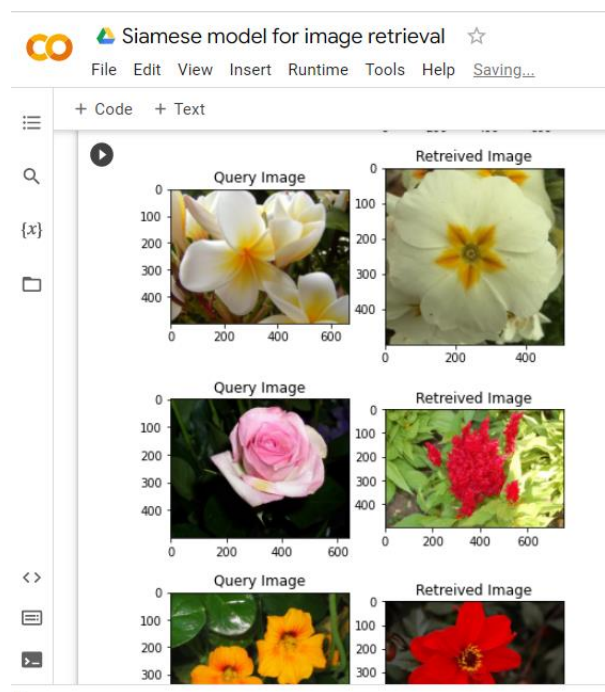 Siamese model for image retrieval
File Edit View Insert Runtime Tools Help Saving...
+ Code + Text
{x}
Query Image
0
100
200
300
400
0 200 400 600
Retreived Image
0
100
200
300
400
0 200 400
Query Image
0
100
200
300
400
0 200 400 600
Retreived Image
0
100
200
300
400
0 200 400 600
Query Image
0
100
200
300
Retreived Image
0
100
200
300